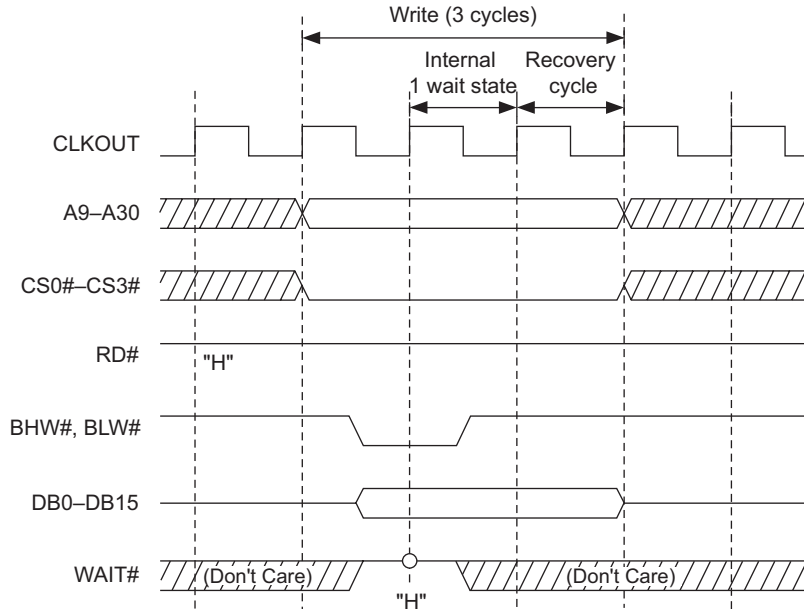 Write (3 cycles)
Internal
1 wait state
Recovery
cycle
CLKOUT
A9–A30
CS0#–CS3#
RD#
"H"
BHW#, BLW#
DB0–DB15
WAIT#
(Don't Care)
(Don't Care)
"H"